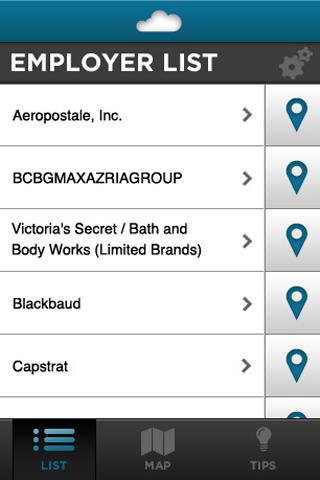 EMPLOYER LIST
Aeropostale, Inc.
BCBGMAXAZRIAGROUP
Victoria's Secret / Bath and
Body Works (Limited Brands)
Blackbaud
Capstrat
LIST
MAP
TIPS